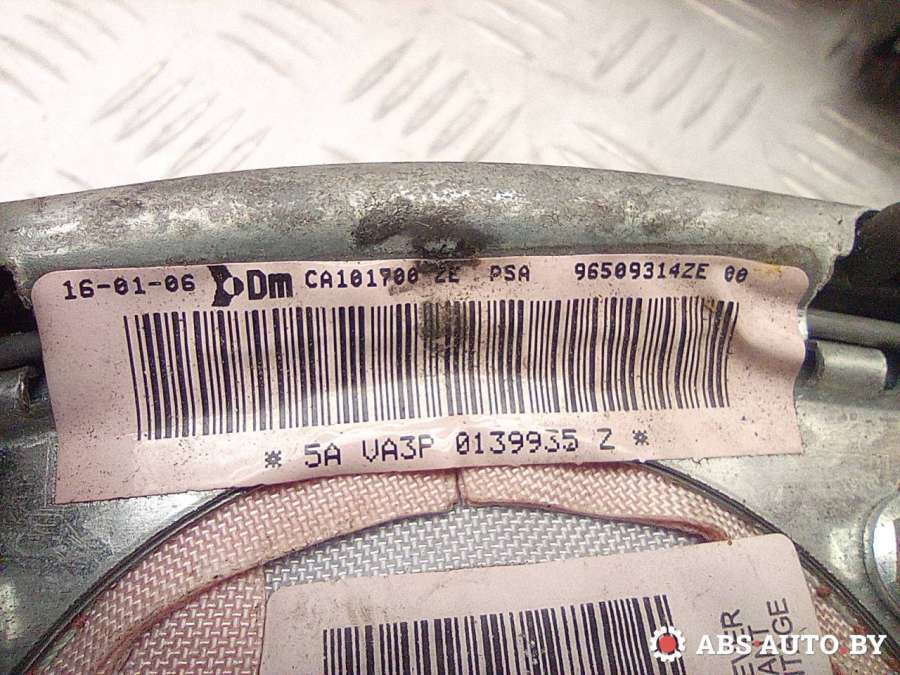 16-01-06 Dm CA101700 ZE PSA 96509314ZE 00
* 5A VA3P 0139935 Z *
ABS AUTO BY